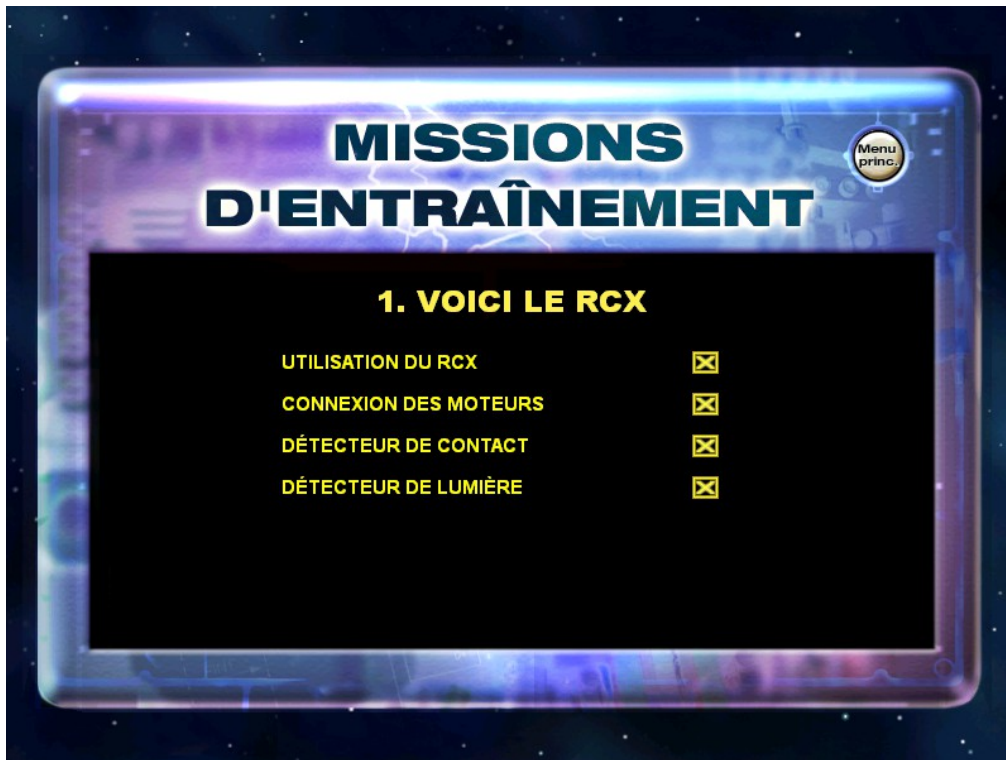 MISSIONS
D'ENTRAÎNEMENT
Menu
princ.
1. VOICI LE RCX
UTILISATION DU RCX
CONNEXION DES MOTEURS
DÉTECTEUR DE CONTACT
DÉTECTEUR DE LUMIÈRE